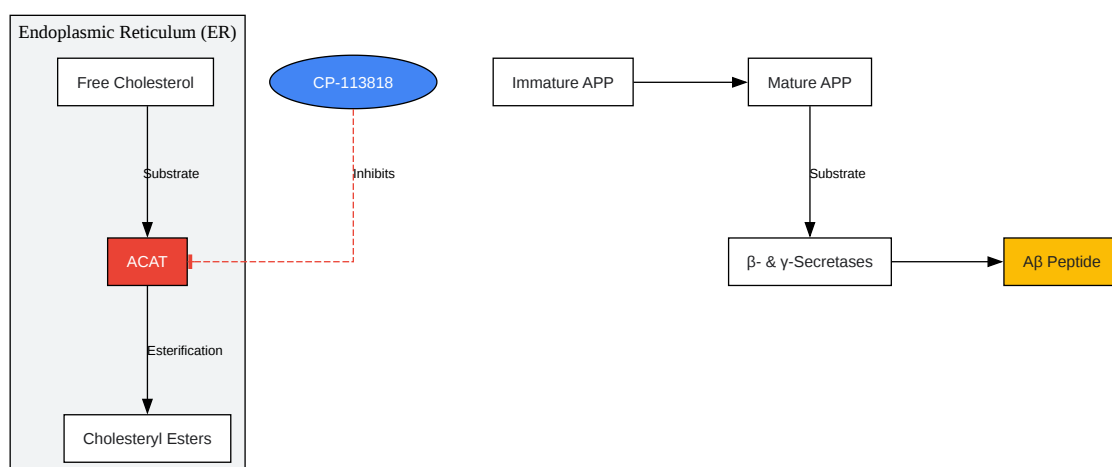 Endoplasmic Reticulum (ER)
Free Cholesterol
CP-113818
Immature APP
Mature APP
Substrate
Inhibits
Substrate
ACAT
β- & γ-Secretases
Aβ Peptide
Esterification
Cholesteryl Esters